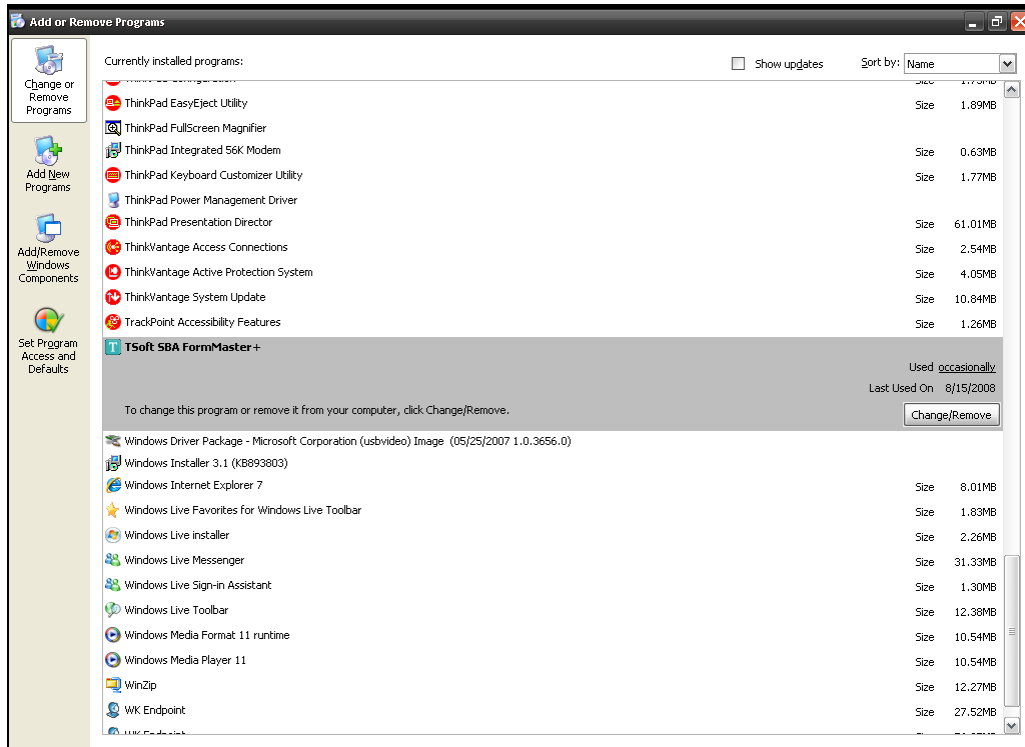 Add or Remove Programs
Change or
Remove
Programs
Add New
Programs
Add/Remove
Windows
Components
Set Program
Access and
Defaults
Currently installed programs:
Show updates
Sort by: Name
ThinkPad EasyEject Utility Size 1.89MB
ThinkPad FullScreen Magnifier
ThinkPad Integrated 56K Modem Size 0.63MB
ThinkPad Keyboard Customizer Utility Size 1.77MB
ThinkPad Power Management Driver
ThinkPad Presentation Director Size 61.01MB
ThinkVantage Access Connections Size 2.54MB
ThinkVantage Active Protection System Size 4.05MB
ThinkVantage System Update Size 10.84MB
TrackPoint Accessibility Features Size 1.26MB
TSoft SBA FormMaster+
Used occasionally
Last Used On 8/15/2008
To change this program or remove it from your computer, click Change/Remove.
Change/Remove
Windows Driver Package - Microsoft Corporation (usbvideo) Image (05/25/2007 1.0.3656.0)
Windows Installer 3.1 (KB893803)
Windows Internet Explorer 7 Size 8.01MB
Windows Live Favorites for Windows Live Toolbar Size 1.83MB
Windows Live installer Size 2.26MB
Windows Live Messenger Size 31.33MB
Windows Live Sign-in Assistant Size 1.30MB
Windows Live Toolbar Size 12.38MB
Windows Media Format 11 runtime Size 10.54MB
Windows Media Player 11 Size 10.54MB
WinZip Size 12.27MB
WK Endpoint Size 27.52MB